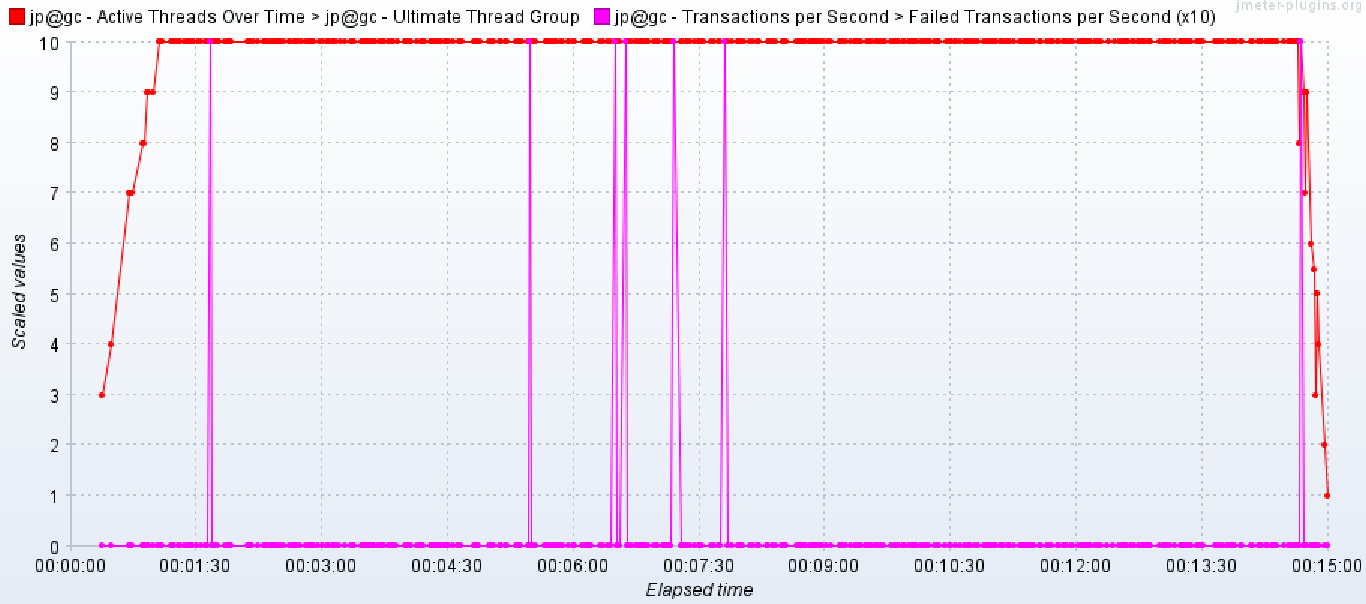 jmeter-plugins.org
jp@gc - Active Threads Over Time > jp@gc - Ultimate Thread Group jp@gc - Transactions per Second > Failed Transactions per Second (x10)
10
9
8
7
6
5
4
3
2
1
0
Scaled values
00:00:00 00:01:30 00:03:00 00:04:30 00:06:00 00:07:30 00:09:00 00:10:30 00:12:00 00:13:30 00:15:00
Elapsed time